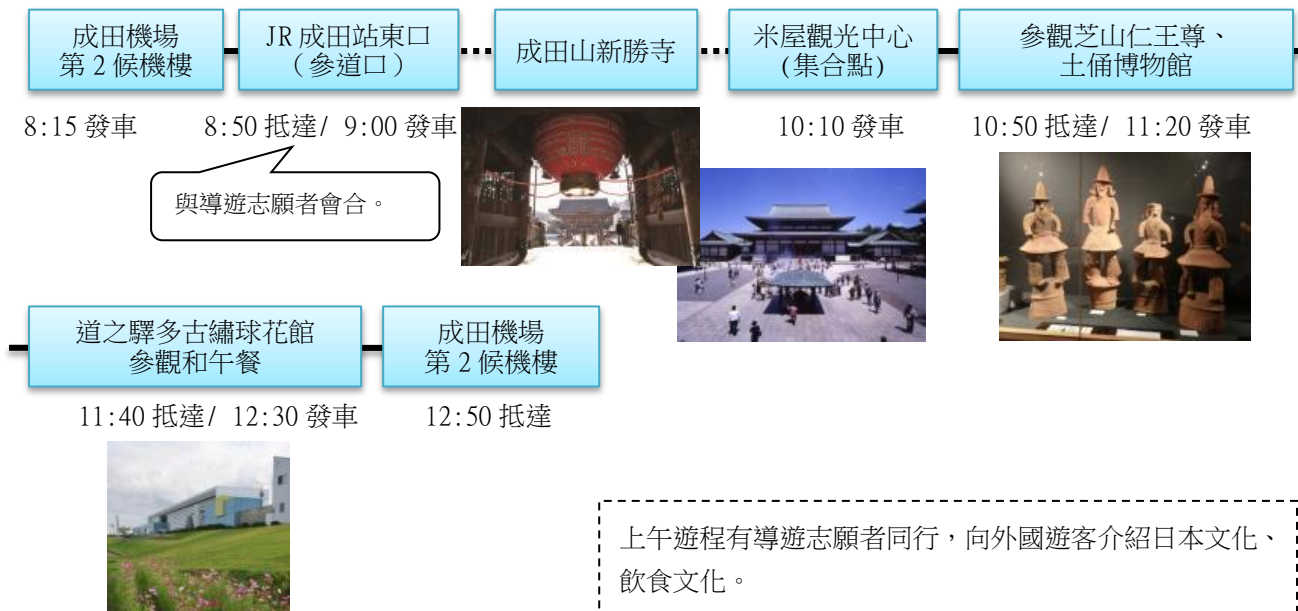 成田機場
第 2 候機樓
JR 成田站東口
（參道口）
成田山新勝寺
米屋觀光中心
(集合點)
參觀芝山仁王尊、
土俑博物館
8:15 發車
8:50 抵達/ 9:00 發車
10:10 發車
10:50 抵達/ 11:20 發車
與導遊志願者會合。
道之驛多古繡球花館
參觀和午餐
成田機場
第 2 候機樓
11:40 抵達/ 12:30 發車
12:50 抵達
上午遊程有導遊志願者同行，向外國遊客介紹日本文化、
飲食文化。